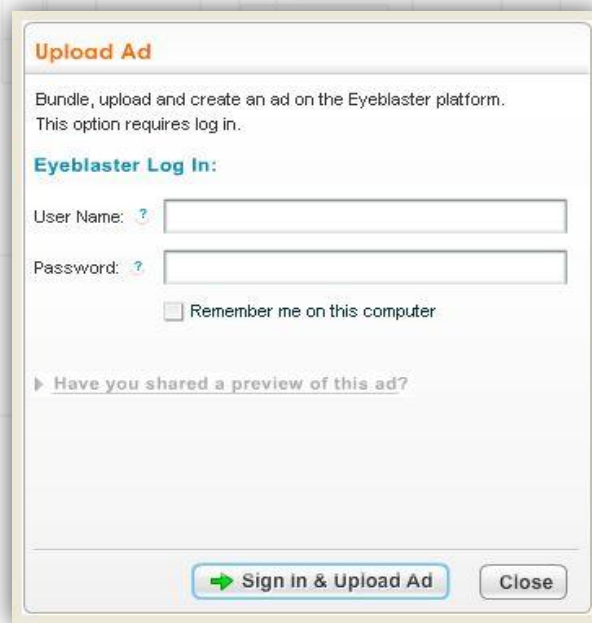 Upload Ad
Bundle, upload and create an ad on the Eyeblaster platform.
This option requires log in.
Eyeblaster Log In:
User Name: ?
Password: ?
Remember me on this computer
Have you shared a preview of this ad?
Sign in & Upload Ad
Close